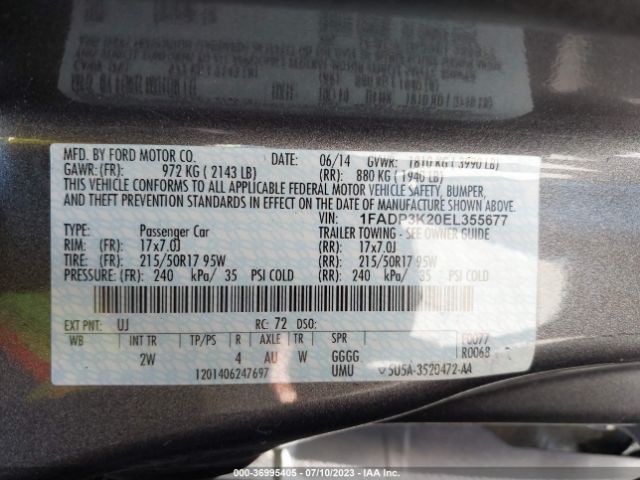 MFD. BY FORD MOTOR CO. DATE: 06/14 GVWR: 1810 KG ( 3990 LB)
GAWR: (FR): 972 KG ( 2143 LB) (RR): 880 KG ( 1940 LB)
THIS VEHICLE CONFORMS TO ALL APPLICABLE FEDERAL MOTOR VEHICLE SAFETY, BUMPER,
AND THEFT PREVENTION STANDARDS IN EFFECT ON THE DATE OF MANUFACTURE SHOWN ABOVE.
VIN: 1FADP3K20EL355677
TYPE: Passenger Car TRAILER TOWING - SEE OWNER GUIDE
RIM: (FR): 17x7.0J (RR): 17x7.0J
TIRE: (FR): 215/50R17 95W (RR): 215/50R17 95W
PRESSURE: (FR): 240 kPa/ 35 PSI COLD (RR): 240 kPa/ 35 PSI COLD
EXT PNT: UJ RC: 72 DSO:
WB INT TR TP/PS R AXLE TR SPR F0077
2W 4 AU W GGGG R0068
1201406247697 UMU 5U5A-3520472-AA
© 36995405 - 07/10/2023 - IAA Inc.